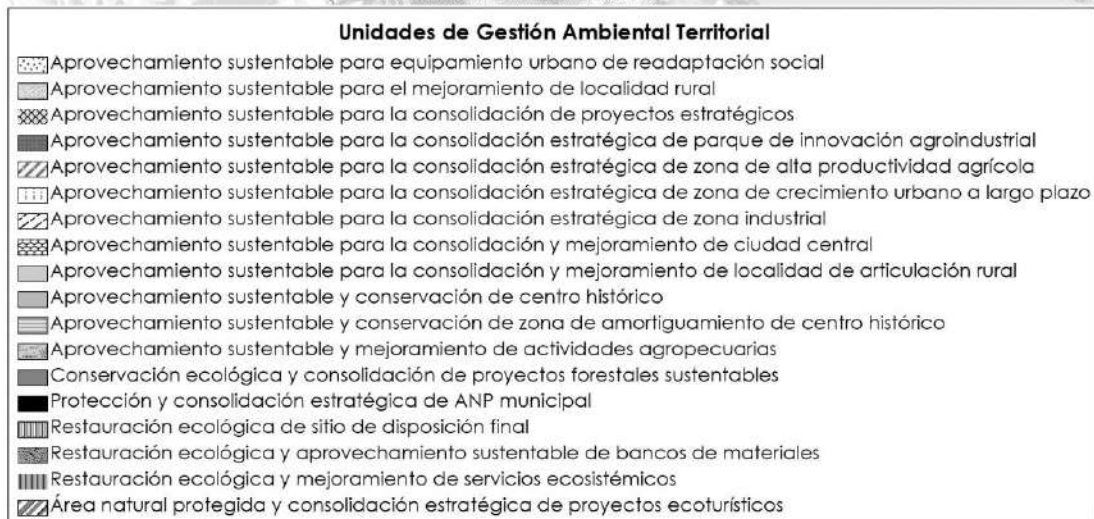 Unidades de Gestión Ambiental Territorial
Aprovechamiento sustentable para equipamiento urbano de readaptación social
Aprovechamiento sustentable para el mejoramiento de localidad rural
Aprovechamiento sustentable para la consolidación de proyectos estratégicos
Aprovechamiento sustentable para la consolidación estratégica de parque de innovación agroindustrial
Aprovechamiento sustentable para la consolidación estratégica de zona de alta productividad agrícola
Aprovechamiento sustentable para la consolidación estratégica de zona de crecimiento urbano a largo plazo
Aprovechamiento sustentable para la consolidación estratégica de zona industrial
Aprovechamiento sustentable para la consolidación y mejoramiento de ciudad central
Aprovechamiento sustentable para la consolidación y mejoramiento de localidad de articulación rural
Aprovechamiento sustentable y conservación de centro histórico
Aprovechamiento sustentable y conservación de zona de amortiguamiento de centro histórico
Aprovechamiento sustentable y mejoramiento de actividades agropecuarias
Conservación ecológica y consolidación de proyectos forestales sustentables
Protección y consolidación estratégica de ANP municipal
Restauración ecológica de sitio de disposición final
Restauración ecológica y aprovechamiento sustentable de bancos de materiales
Restauración ecológica y mejoramiento de servicios ecosistémicos
Área natural protegida y consolidación estratégica de proyectos ecoturísticos